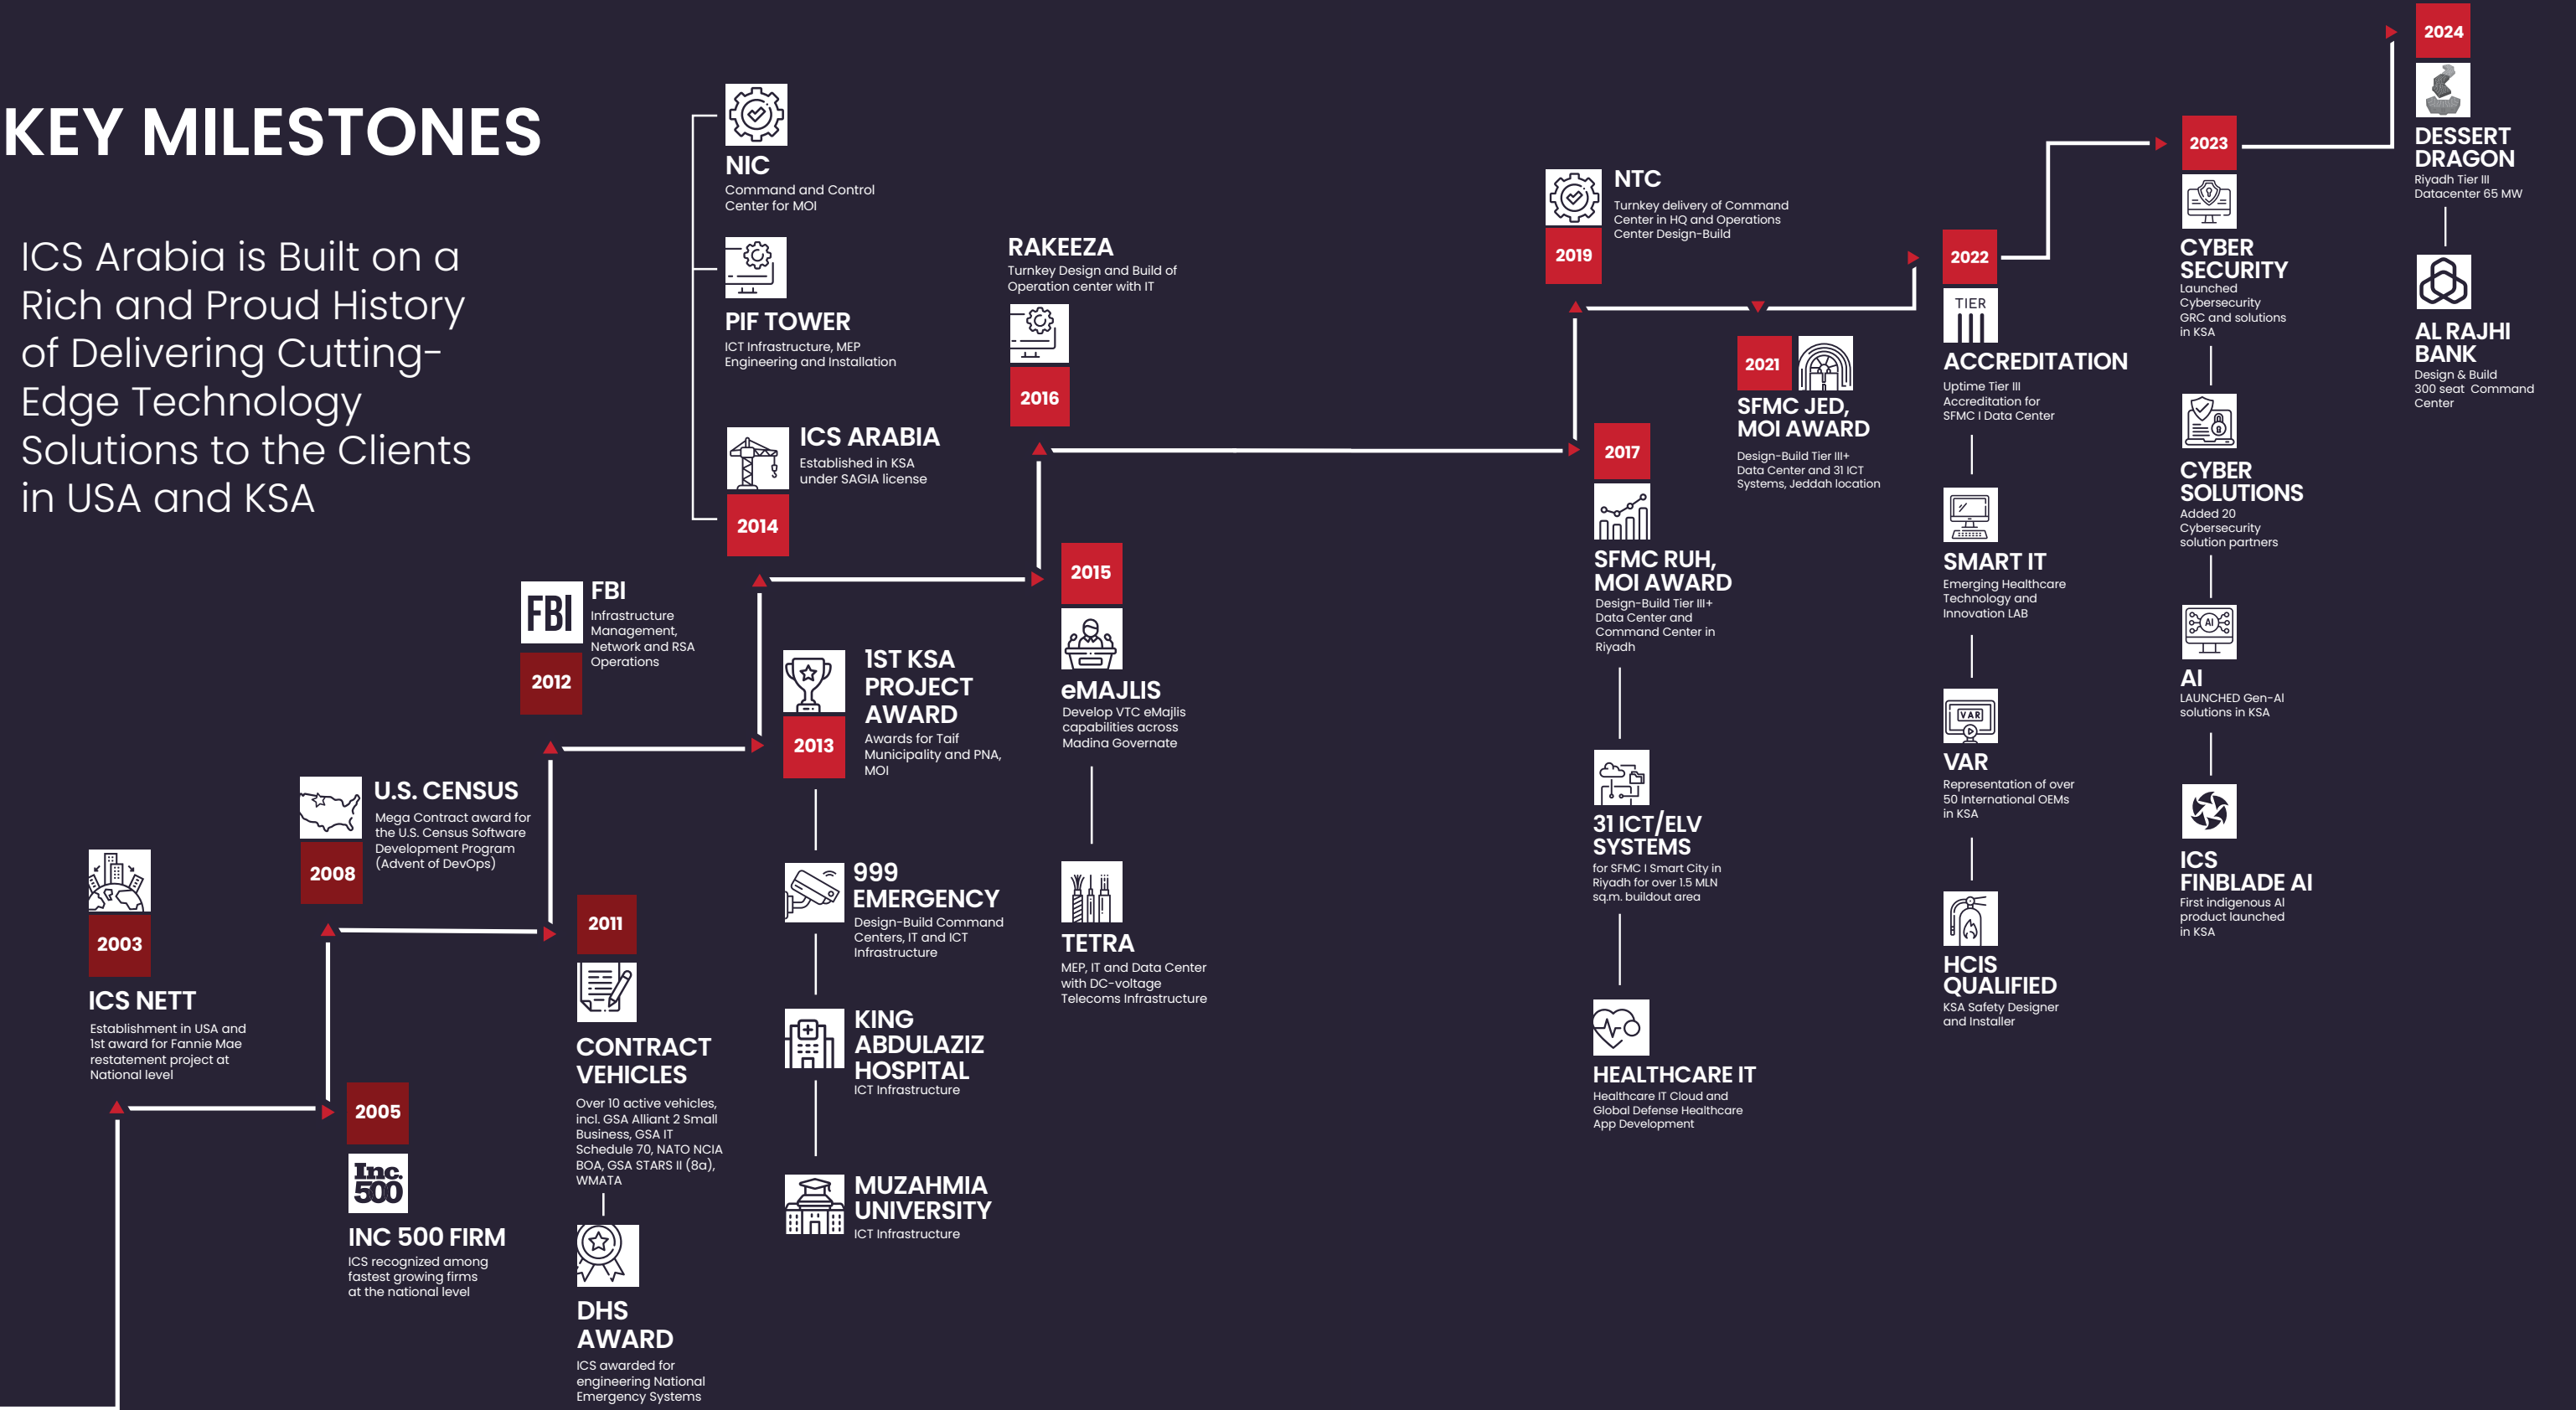 KEY MILESTONES
ICS Arabia is Built on a
Rich and Proud History
of Delivering Cutting-
Edge Technology
Solutions to the Clients
in USA and KSA
2003
ICS NETT
Establishment in USA and
1st award for Fannie Mae
restatement project at
National level
2005
Inc.
500
INC 500 FIRM
ICS recognized among
fastest growing firms
at the national level
2008
U.S. CENSUS
Mega Contract award for
the U.S. Census Software
Development Program
(Advent of DevOps)
2011
CONTRACT
VEHICLES
Over 10 active vehicles,
incl. GSA Alliant 2 Small
Business, GSA IT
Schedule 70, NATO NCIA
BOA, GSA STARS II (8a),
WMATA
DHS
AWARD
ICS awarded for
engineering National
Emergency Systems
FBI
2012
FBI
Infrastructure
Management,
Network and RSA
Operations
2013
1ST KSA
PROJECT
AWARD
Awards for Taif
Municipality and PNA,
MOI
999
EMERGENCY
Design-Build Command
Centers, IT and ICT
Infrastructure
KING
ABDULAZIZ
HOSPITAL
ICT Infrastructure
MUZAHMIA
UNIVERSITY
ICT Infrastructure
NIC
Command and Control
Center for MOI
PIF TOWER
ICT Infrastructure, MEP
Engineering and Installation
ICS ARABIA
Established in KSA
under SAGIA license
2014
2015
eMAJLIS
Develop VTC eMajlis
capabilities across
Madina Governate
TETRA
MEP, IT and Data Center
with DC-voltage
Telecoms Infrastructure
RAKEEZA
Turnkey Design and Build of
Operation center with IT
2016
2017
SFMC RUH,
MOI AWARD
Design-Build Tier III+
Data Center and
Command Center in
Riyadh
31 ICT/ELV
SYSTEMS
for SFMC I Smart City in
Riyadh for over 1.5 MLN
sq.m. buildout area
HEALTHCARE IT
Healthcare IT Cloud and
Global Defense Healthcare
App Development
NTC
Turnkey delivery of Command
Center in HQ and Operations
Center Design-Build
2019
2021
SFMC JED,
MOI AWARD
Design-Build Tier III+
Data Center and 31 ICT
Systems, Jeddah location
2022
TIER
III
ACCREDITATION
Uptime Tier III
Accreditation for
SFMC I Data Center
SMART IT
Emerging Healthcare
Technology and
Innovation LAB
VAR
VAR
Representation of over
50 International OEMs
in KSA
HCIS
QUALIFIED
KSA Safety Designer
and Installer
2023
CYBER
SECURITY
Launched
Cybersecurity
GRC and solutions
in KSA
CYBER
SOLUTIONS
Added 20
Cybersecurity
solution partners
AI
AI
LAUNCHED Gen-AI
solutions in KSA
ICS
FINBLADE AI
First indigenous AI
product launched
in KSA
2024
DESSERT
DRAGON
Riyadh Tier III
Datacenter 65 MW
AL RAJHI
BANK
Design & Build
300 seat Command
Center